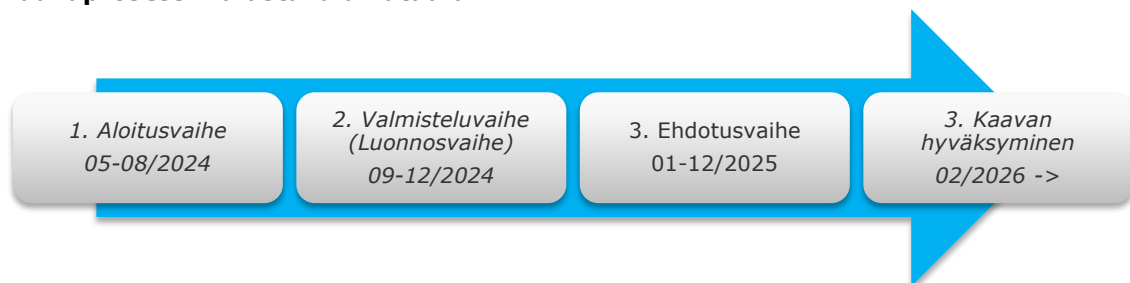 1. Aloitusvaihe
05-08/2024
2. Valmisteluvaihe
(Luonnosvaihe)
09-12/2024
3. Ehdotusvaihe
01-12/2025
3. Kaavan
hyväksyminen
02/2026 ->